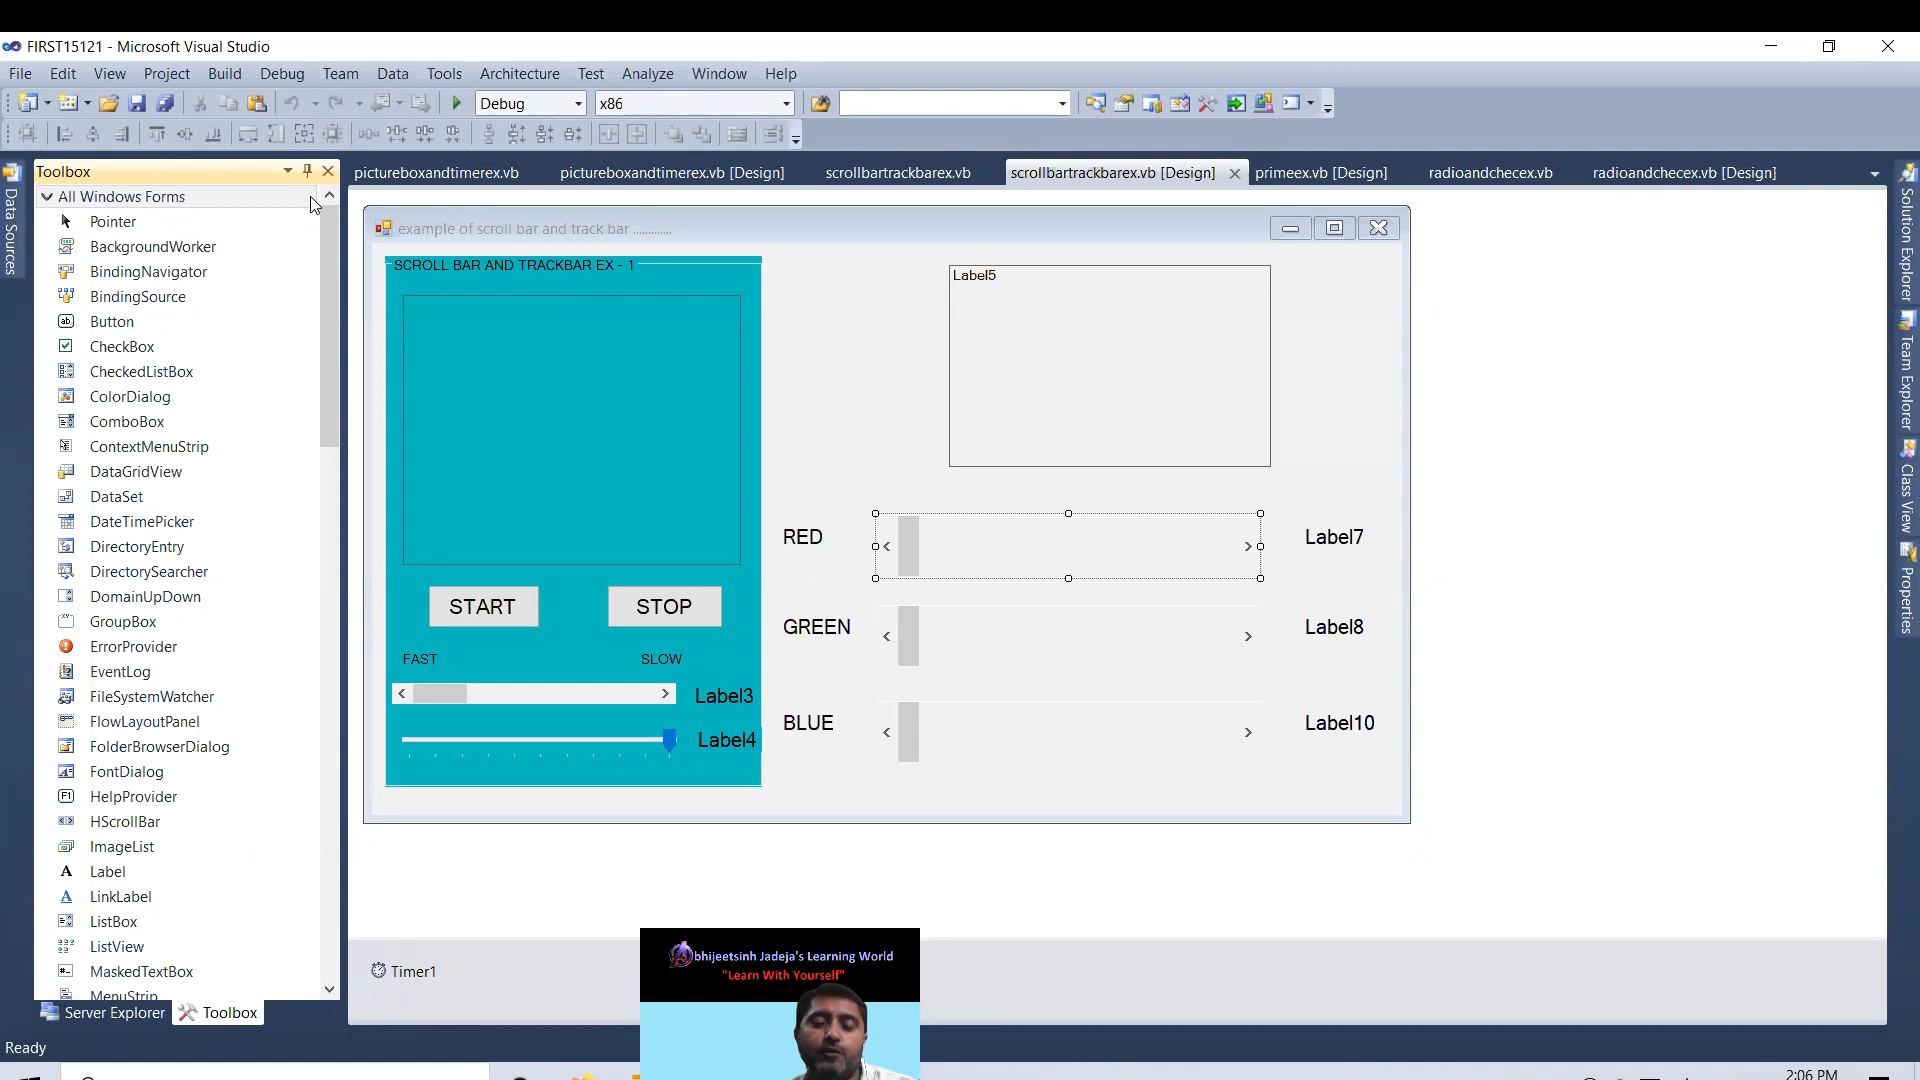 FIRST15121 - Microsoft Visual Studio
File Edit View Project Build Debug Team Data Tools Architecture Test Analyze Window Help
Debug x86
Toolbox
pictureboxandtimerex.vb pictureboxandtimerex.vb [Design] scrollbartrackbarex.vb scrollbartrackbarex.vb [Design] primeex.vb [Design] radioandchecex.vb radioandchecex.vb [Design]
Data Sources
All Windows Forms
Pointer
BackgroundWorker
BindingNavigator
BindingSource
Button
CheckBox
CheckedListBox
ColorDialog
ComboBox
ContextMenuStrip
DataGridView
DataSet
DateTimePicker
DirectoryEntry
DirectorySearcher
DomainUpDown
GroupBox
ErrorProvider
EventLog
FileSystemWatcher
FlowLayoutPanel
FolderBrowserDialog
FontDialog
HelpProvider
HScrollBar
ImageList
Label
LinkLabel
ListBox
ListView
MaskedTextBox
MenuStrip
Server Explorer Toolbox
example of scroll bar and track bar .............
SCROLL BAR AND TRACKBAR EX - 1
START STOP
FAST SLOW
Label3
Label4
Label5
RED Label7
GREEN Label8
BLUE Label10
Timer1
Solution Explorer
Team Explorer
Class View
Properties
bhijeetsinh Jadeja's Learning World
"Learn With Yourself"
Ready
2:06 PM